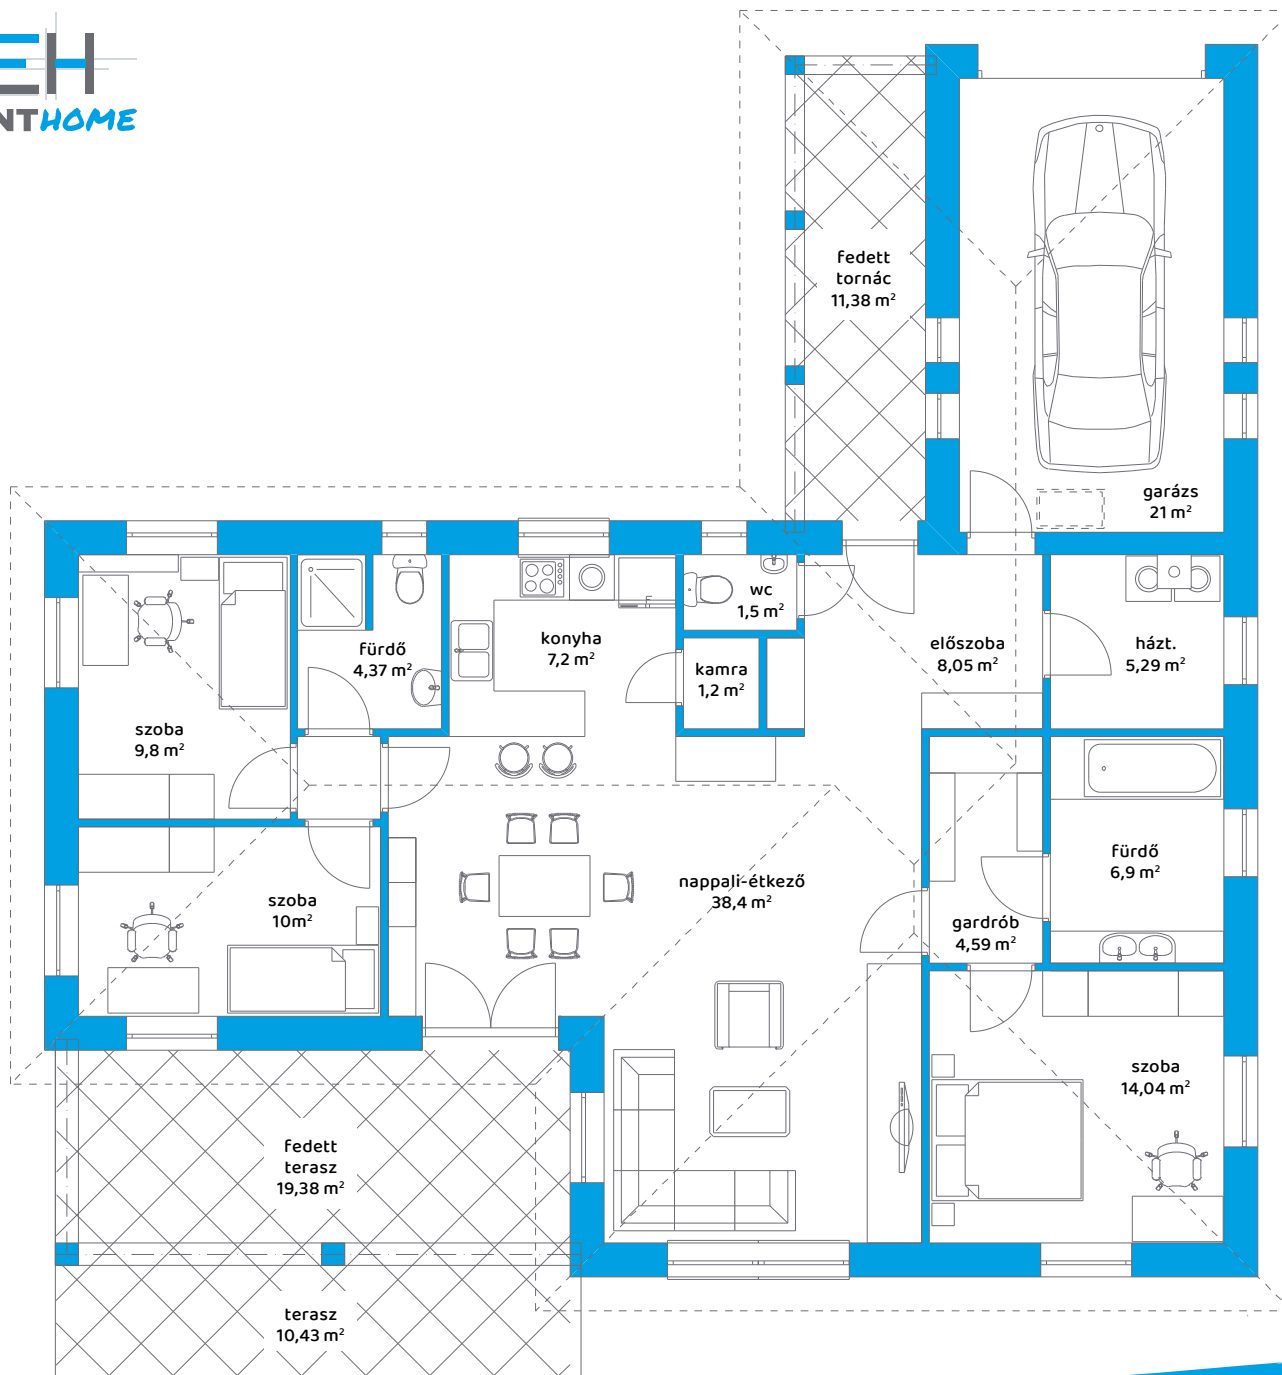 EH
NTHOME
fedett
tornác
11,38 m²
garázs
21 m²
wc
1,5 m²
konyha
7,2 m²
fürdő
4,37 m²
előszoba
8,05 m²
házt.
5,29 m²
kamra
1,2 m²
szoba
9,8 m²
fürdő
6,9 m²
nappali-étkező
38,4 m²
szoba
10m²
gardrób
4,59 m²
szoba
14,04 m²
fedett
terasz
19,38 m²
terasz
10,43 m²